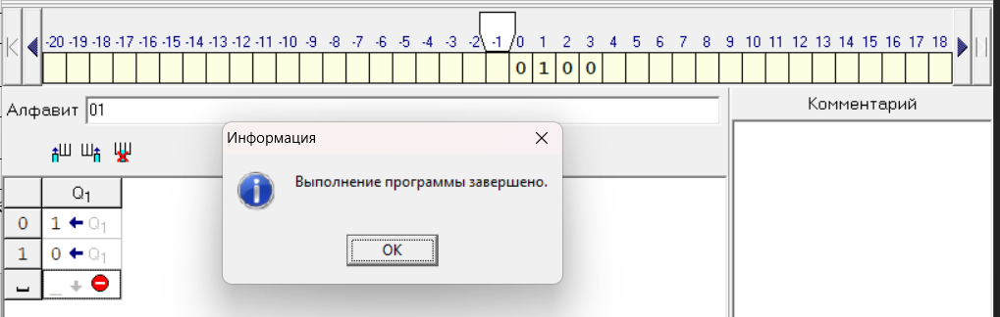 -20 -19 -18 -17 -16 -15 -14 -13 -12 -11 -10 -9 -8 -7 -6 -5 -4 -3 -2 -1 0 1 2 3 4 5 6 7 8 9 10 11 12 13 14 15 16 17 18
0 1 0 0
Алфавит 01
Комментарий
Информация
Выполнение программы завершено.
OK
Q1
0 1 Q1
1 0 Q1
_